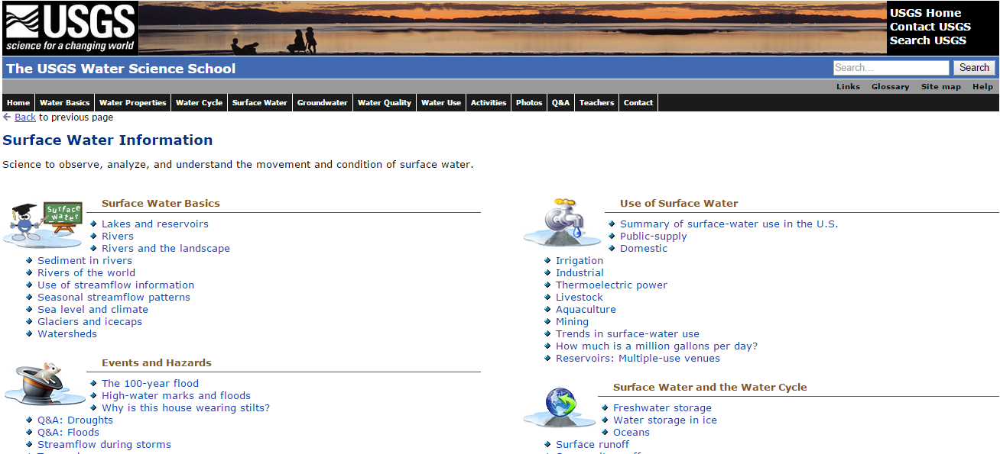 USGS
science for a changing world
USGS Home
Contact USGS
Search USGS
The USGS Water Science School
Search...
Search
Links Glossary Site map Help
Home Water Basics Water Properties Water Cycle Surface Water Groundwater Water Quality Water Use Activities Photos Q&A Teachers Contact
Back to previous page
Surface Water Information
Science to observe, analyze, and understand the movement and condition of surface water.
Surface Water
Surface Water Basics
Lakes and reservoirs
Rivers
Rivers and the landscape
Sediment in rivers
Rivers of the world
Use of streamflow information
Seasonal streamflow patterns
Sea level and climate
Glaciers and icecaps
Watersheds
Events and Hazards
The 100-year flood
High-water marks and floods
Why is this house wearing stilts?
Q&A: Droughts
Q&A: Floods
Streamflow during storms
Use of Surface Water
Summary of surface-water use in the U.S.
Public-supply
Domestic
Irrigation
Industrial
Thermoelectric power
Livestock
Aquaculture
Mining
Trends in surface-water use
How much is a million gallons per day?
Reservoirs: Multiple-use venues
Surface Water and the Water Cycle
Freshwater storage
Water storage in ice
Oceans
Surface runoff